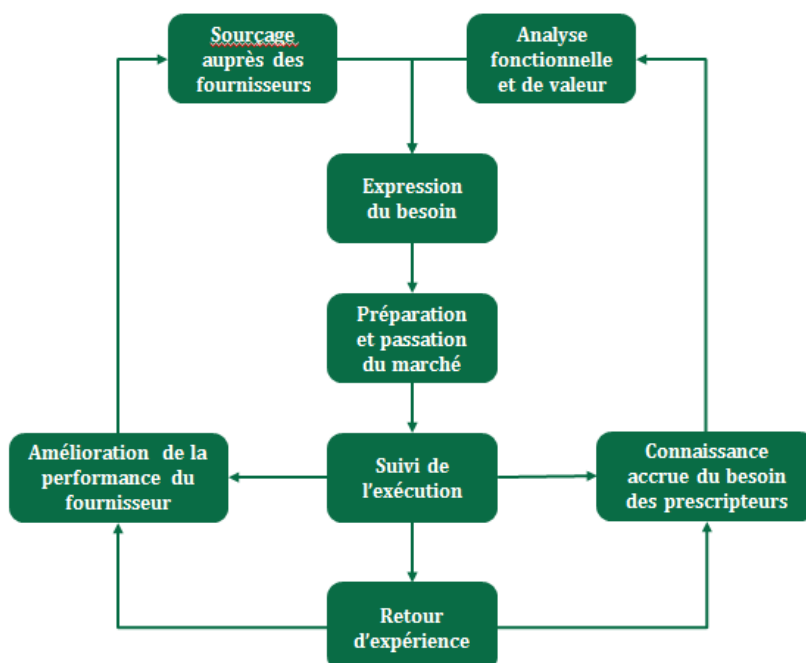 Sourçage
auprès des
fournisseurs
Analyse
fonctionnelle
et de valeur
Expression
du besoin
Préparation
et passation
du marché
Amélioration de la
performance du
fournisseur
Suivi de
l'exécution
Connaissance
accrue du besoin
des prescripteurs
Retour
d'expérience